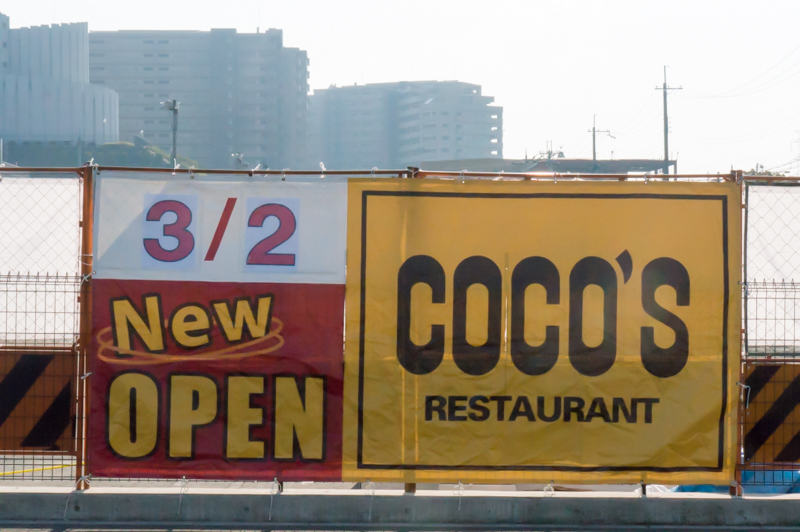 3/2
New
OPEN
COCO'S
RESTAURANT